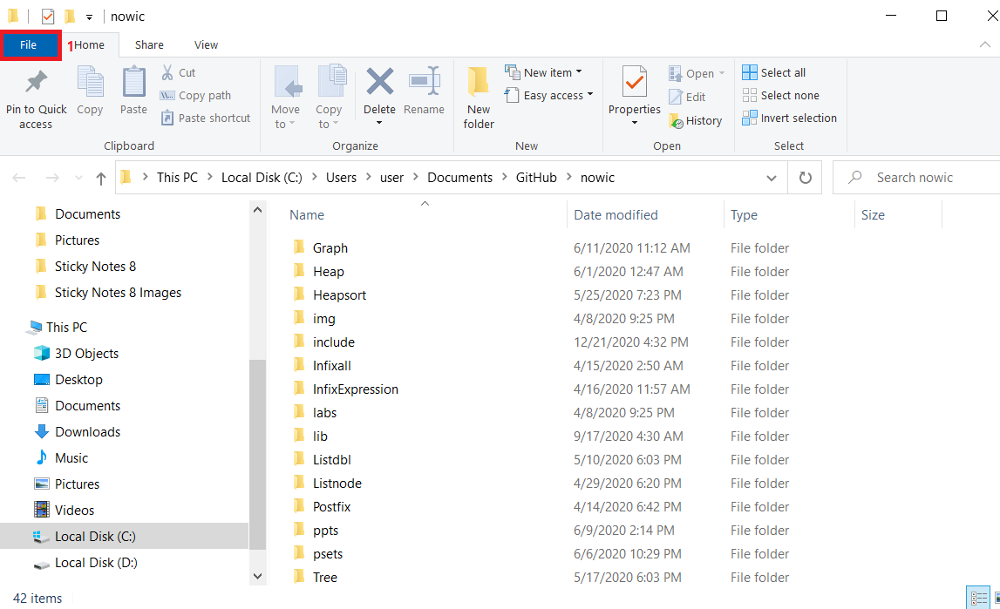 nowic
File 1 Home Share View
Pin to Quick access Copy Paste Cut Copy path Paste shortcut
Clipboard
Move to Copy to Delete Rename
Organize
New folder New item Easy access
New
Properties Open Edit History
Open
Select all Select none Invert selection
Select
This PC > Local Disk (C:) > Users > user > Documents > GitHub > nowic
Search nowic
Documents
Pictures
Sticky Notes 8
Sticky Notes 8 Images
This PC
3D Objects
Desktop
Documents
Downloads
Music
Pictures
Videos
Local Disk (C:)
Local Disk (D:)
Name Date modified Type Size
Graph 6/11/2020 11:12 AM File folder
Heap 6/1/2020 12:47 AM File folder
Heapsort 5/25/2020 7:23 PM File folder
img 4/8/2020 9:25 PM File folder
include 12/21/2020 4:32 PM File folder
Infixall 4/15/2020 2:50 AM File folder
InfixExpression 4/16/2020 11:57 AM File folder
labs 4/8/2020 9:25 PM File folder
lib 9/17/2020 4:30 AM File folder
Listdbl 5/10/2020 6:03 PM File folder
Listnode 4/29/2020 6:20 PM File folder
Postfix 4/14/2020 6:42 PM File folder
ppts 6/9/2020 2:14 PM File folder
psets 6/6/2020 10:29 PM File folder
Tree 5/17/2020 6:03 PM File folder
42 items